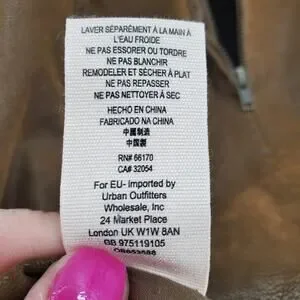 LAVER SÉPARÉMENT À LA MAIN À
L'EAU FROIDE
NE PAS ESSORER OU TORDRE
NE PAS BLANCHIR
REMODELER ET SÉCHER À PLAT
NE PAS REPASSER
NE PAS NETTOYER À SEC
HECHO EN CHINA
FABRICADO NA CHINA
中國制造
中国製
RN# 66170
CA# 32054
For EU- imported by
Urban Outfitters
Wholesale, Inc
24 Market Place
London UK W1W 8AN
GB 975119105